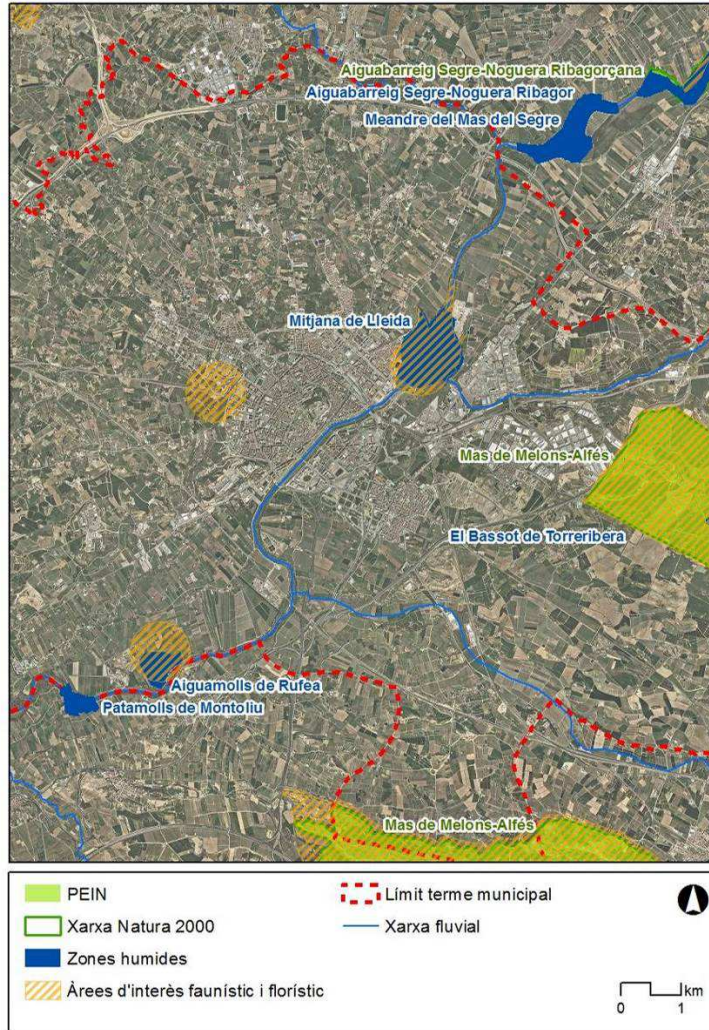 Aiguabarreig Segre-Noguera Ribagorçana
Aiguabarreig Segre-Noguera Ribagor
Meandre del Mas del Segre
Mitjana de Lleida
Mas de Melons-Alfés
El Bassot de Torreribera
Aiguamolls de Rufea
Patamolls de Montoliu
Mas de Melons-Alfés
PEIN
Xarxa Natura 2000
Zones humides
Àrees d'interès faunístic i florístic
Límit terme municipal
Xarxa fluvial
km
0 1